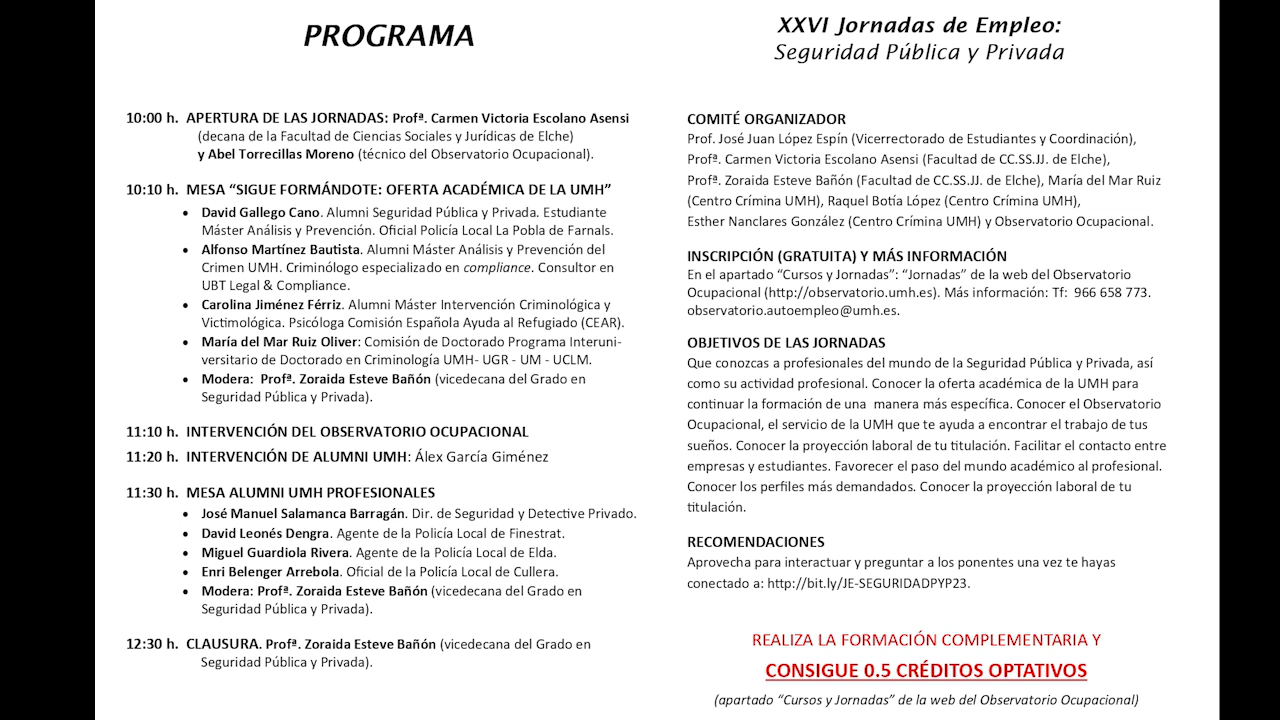 PROGRAMA
10:00 h. APERTURA DE LAS JORNADAS: Profª. Carmen Victoria Escolano Asensi
(decana de la Facultad de Ciencias Sociales y Jurídicas de Elche)
y Abel Torrecillas Moreno (técnico del Observatorio Ocupacional).
10:10 h. MESA “SIGUE FORMÁNDOTE: OFERTA ACADÉMICA DE LA UMH”
• David Gallego Cano. Alumni Seguridad Pública y Privada. Estudiante
Máster Análisis y Prevención. Oficial Policía Local La Pobla de Farnals.
• Alfonso Martínez Bautista. Alumni Máster Análisis y Prevención del
Crimen UMH. Criminólogo especializado en compliance. Consultor en
UBT Legal & Compliance.
• Carolina Jiménez Férriz. Alumni Máster Intervención Criminológica y
Victimológica. Psicóloga Comisión Española Ayuda al Refugiado (CEAR).
• María del Mar Ruiz Oliver: Comisión de Doctorado Programa Interuni-
versitario de Doctorado en Criminología UMH- UGR - UM - UCLM.
• Modera: Profª. Zoraida Esteve Bañón (vicedecana del Grado en
Seguridad Pública y Privada).
11:10 h. INTERVENCIÓN DEL OBSERVATORIO OCUPACIONAL
11:20 h. INTERVENCIÓN DE ALUMNI UMH: Álex García Giménez
11:30 h. MESA ALUMNI UMH PROFESIONALES
• José Manuel Salamanca Barragán. Dir. de Seguridad y Detective Privado.
• David Leonés Dengra. Agente de la Policía Local de Finestrat.
• Miguel Guardiola Rivera. Agente de la Policía Local de Elda.
• Enri Belenger Arrebola. Oficial de la Policía Local de Cullera.
• Modera: Profª. Zoraida Esteve Bañón (vicedecana del Grado en
Seguridad Pública y Privada).
12:30 h. CLAUSURA. Profª. Zoraida Esteve Bañón (vicedecana del Grado en
Seguridad Pública y Privada).
XXVI Jornadas de Empleo:
Seguridad Pública y Privada
COMITÉ ORGANIZADOR
Prof. José Juan López Espín (Vicerrectorado de Estudiantes y Coordinación),
Profª. Carmen Victoria Escolano Asensi (Facultad de CC.SS.JJ. de Elche),
Profª. Zoraida Esteve Bañón (Facultad de CC.SS.JJ. de Elche), María del Mar Ruiz
(Centro Crímina UMH), Raquel Botía López (Centro Crímina UMH),
Esther Nanclares González (Centro Crímina UMH) y Observatorio Ocupacional.
INSCRIPCIÓN (GRATUITA) Y MÁS INFORMACIÓN
En el apartado “Cursos y Jornadas”: “Jornadas” de la web del Observatorio
Ocupacional (http://observatorio.umh.es). Más información: Tf: 966 658 773.
observatorio.autoempleo@umh.es.
OBJETIVOS DE LAS JORNADAS
Que conozcas a profesionales del mundo de la Seguridad Pública y Privada, así
como su actividad profesional. Conocer la oferta académica de la UMH para
continuar la formación de una manera más específica. Conocer el Observatorio
Ocupacional, el servicio de la UMH que te ayuda a encontrar el trabajo de tus
sueños. Conocer la proyección laboral de tu titulación. Facilitar el contacto entre
empresas y estudiantes. Favorecer el paso del mundo académico al profesional.
Conocer los perfiles más demandados. Conocer la proyección laboral de tu
titulación.
RECOMENDACIONES
Aprovecha para interactuar y preguntar a los ponentes una vez te hayas
conectado a: http://bit.ly/JE-SEGURIDADPYP23.
REALIZA LA FORMACIÓN COMPLEMENTARIA Y
CONSIGUE 0.5 CRÉDITOS OPTATIVOS
(apartado “Cursos y Jornadas” de la web del Observatorio Ocupacional)